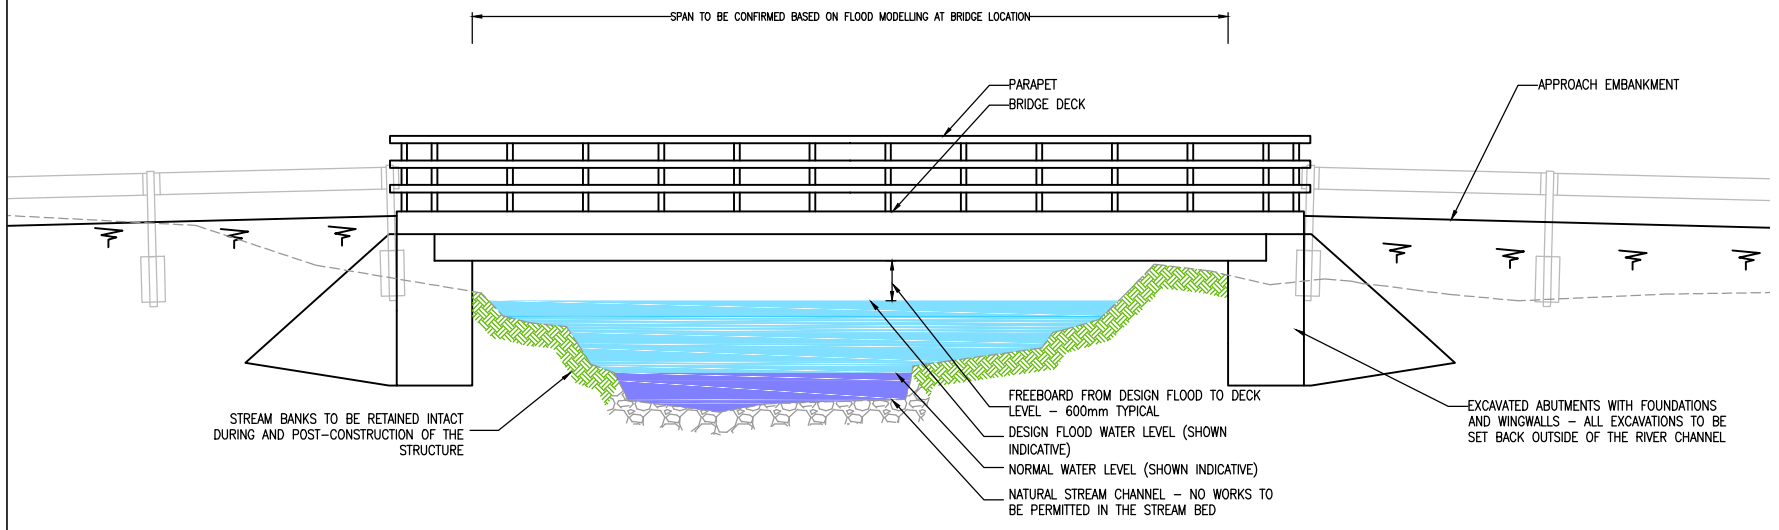 SPAN TO BE CONFIRMED BASED ON FLOOD MODELLING AT BRIDGE LOCATION
PARAPET
BRIDGE DECK
APPROACH EMBANKMENT
STREAM BANKS TO BE RETAINED INTACT
DURING AND POST-CONSTRUCTION OF THE
STRUCTURE
FREEBOARD FROM DESIGN FLOOD TO DECK
LEVEL - 600mm TYPICAL
DESIGN FLOOD WATER LEVEL (SHOWN
INDICATIVE)
NORMAL WATER LEVEL (SHOWN INDICATIVE)
NATURAL STREAM CHANNEL - NO WORKS TO
BE PERMITTED IN THE STREAM BED
EXCAVATED ABUTMENTS WITH FOUNDATIONS
AND WINGWALLS - ALL EXCAVATIONS TO BE
SET BACK OUTSIDE OF THE RIVER CHANNEL